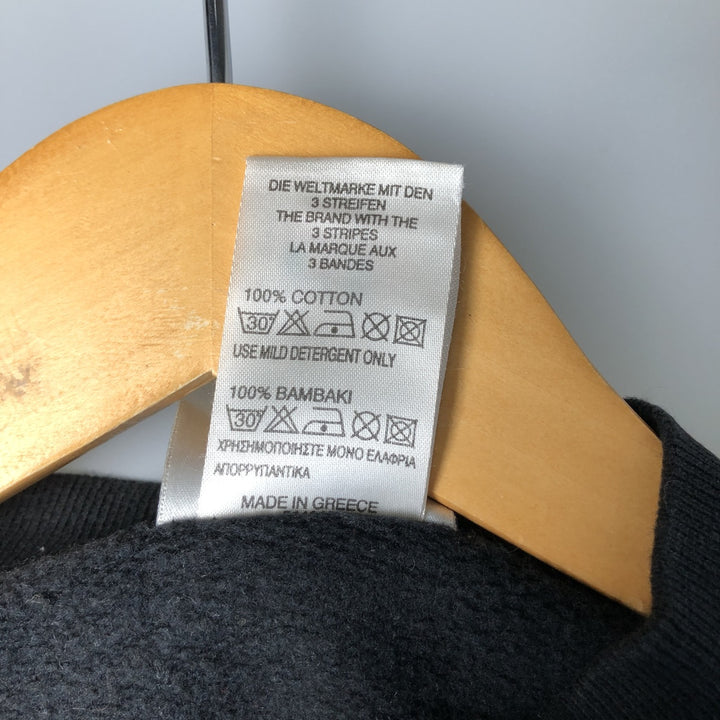 DIE WELTMARKE MIT DEN
3 STREIFEN
THE BRAND WITH THE
3 STRIPES
LA MARQUE AUX
3 BANDES
100% COTTON
30°
USE MILD DETERGENT ONLY
100% BAMBAKI
30°
ΧΡΗΣΗΜΟΠΟΙΗΣΤΕ ΜΟΝΟ ΕΛΑΦΡΙΑ
ΑΠΟΡΡΥΠΑΝΤΙΚΑ
MADE IN GREECE